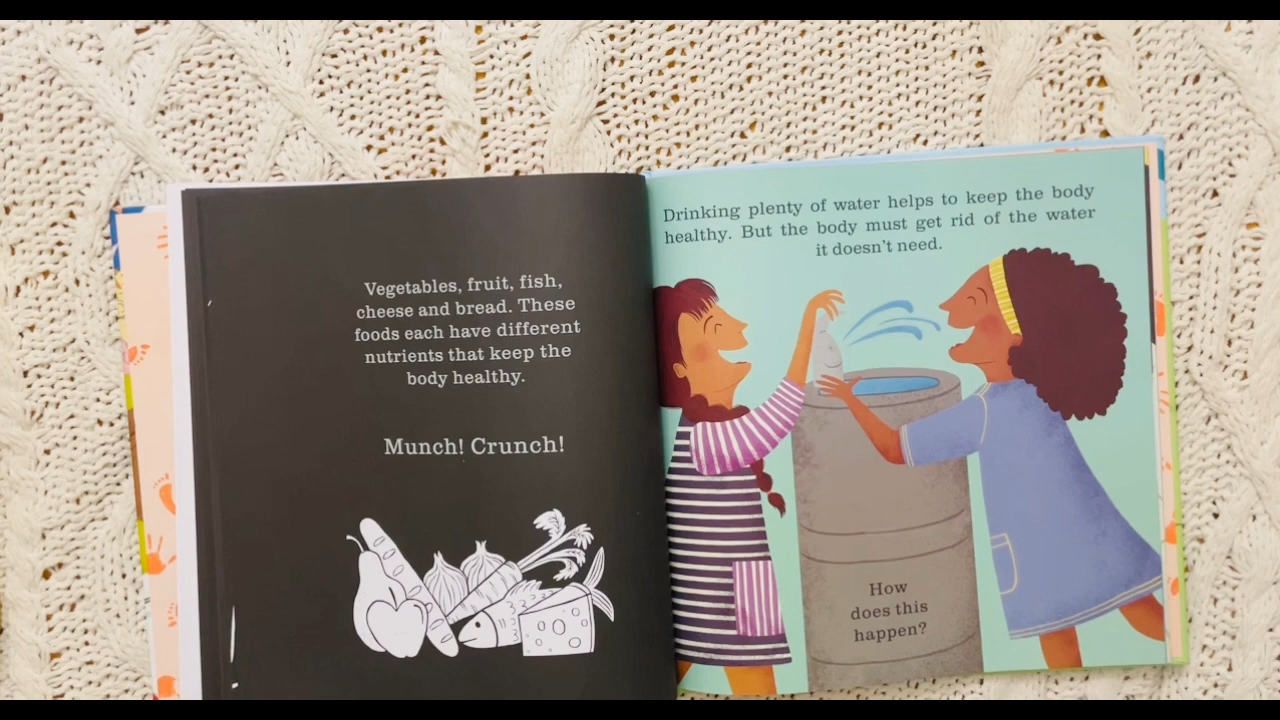 Vegetables, fruit, fish,
cheese and bread. These
foods each have different
nutrients that keep the
body healthy.
Munch! Crunch!
Drinking plenty of water helps to keep the body
healthy. But the body must get rid of the water
it doesn't need.
How
does this
happen?